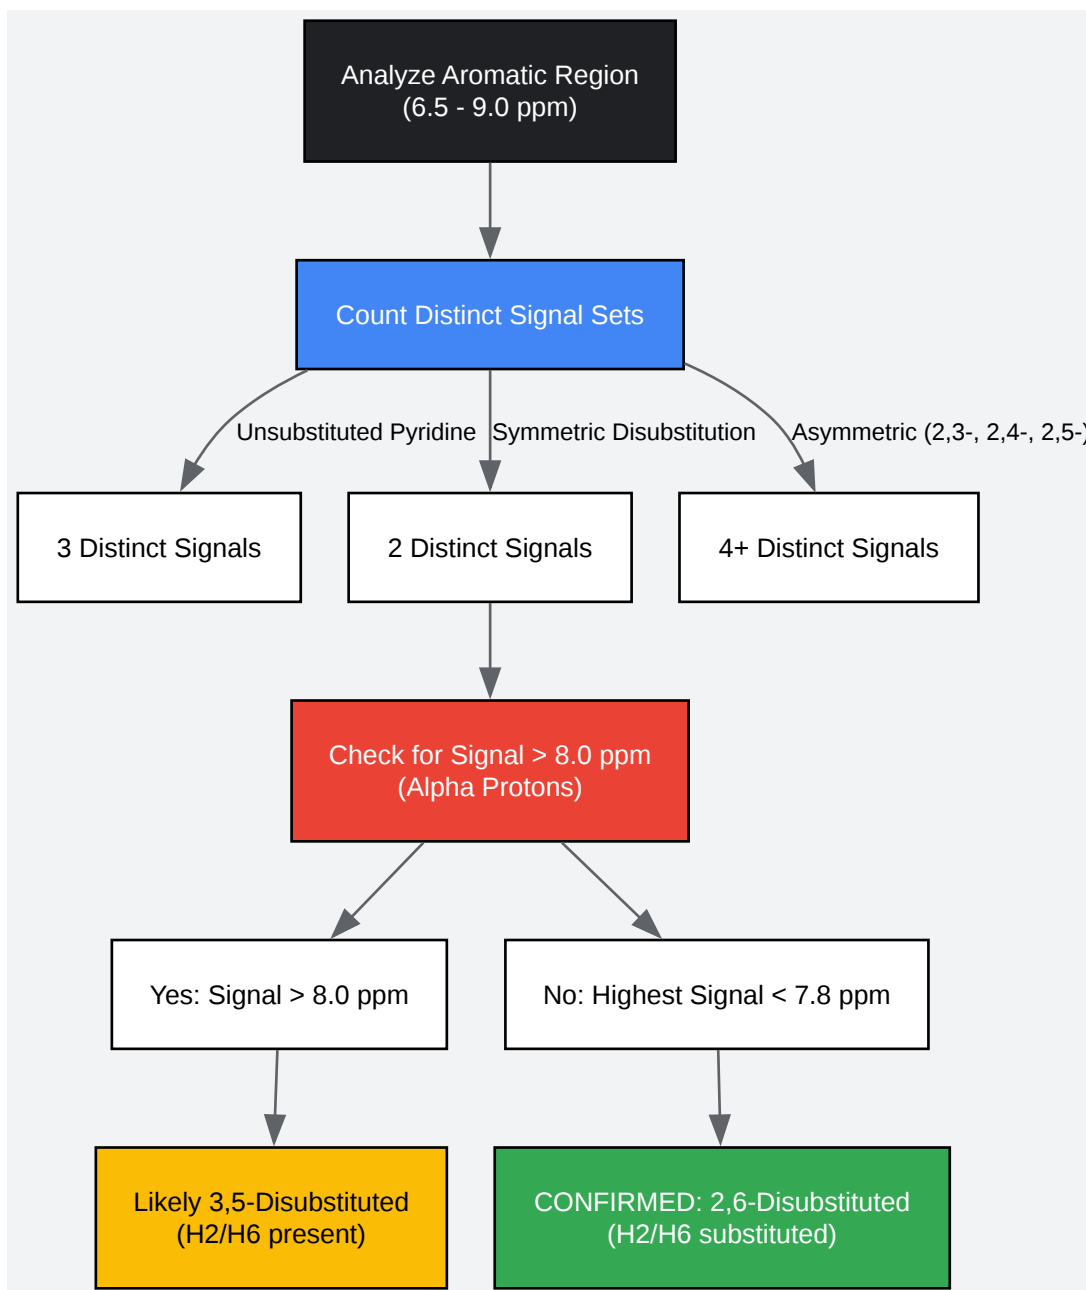 Analyze Aromatic Region
(6.5 - 9.0 ppm)
Count Distinct Signal Sets
Unsubstituted Pyridine
Symmetric Disubstitution
Asymmetric (2,3-, 2,4-, 2,5-)
3 Distinct Signals
2 Distinct Signals
4+ Distinct Signals
Check for Signal > 8.0 ppm
(Alpha Protons)
Yes: Signal > 8.0 ppm
No: Highest Signal < 7.8 ppm
Likely 3,5-Disubstituted
(H2/H6 present)
CONFIRMED: 2,6-Disubstituted
(H2/H6 substituted)